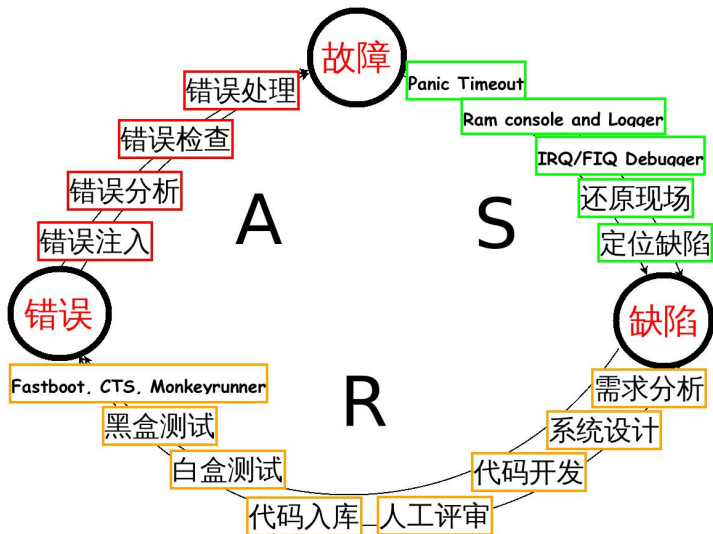 故障
Panic Timeout
错误处理
Ram console and Logger
错误检查
IRQ/FIQ Debugger
错误分析
还原现场
A
S
错误注入
定位缺陷
错误
缺陷
Fastboot, CTS, Monkeyrunner
需求分析
R
黑盒测试
系统设计
白盒测试
代码开发
代码入库
人工评审